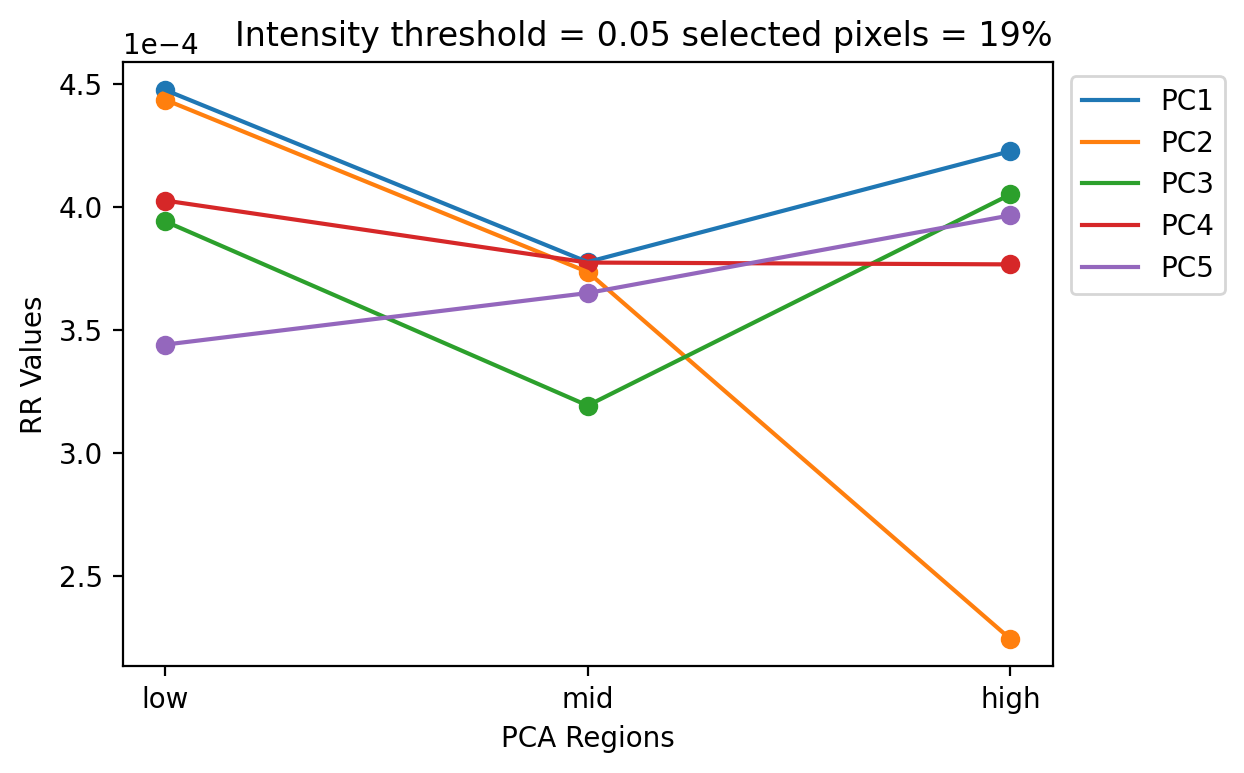 1e−4 Intensity threshold = 0.05 selected pixels = 19%
4.5
4.0
3.5
3.0
2.5
RR Values
low mid high
PCA Regions
PC1
PC2
PC3
PC4
PC5